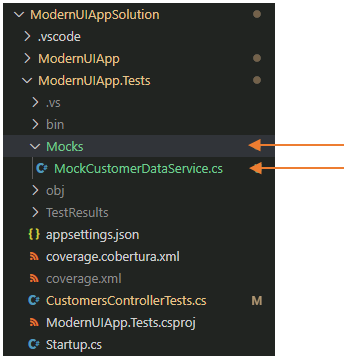 ModernUIAppSolution
.vscode
ModernUIApp
ModernUIApp.Tests
.vs
bin
Mocks
C# MockCustomerDataService.cs
obj
TestResults
{} appsettings.json
coverage.cobertura.xml
coverage.xml
C# CustomersControllerTests.cs M
ModernUIApp.Tests.csproj
C# Startup.cs